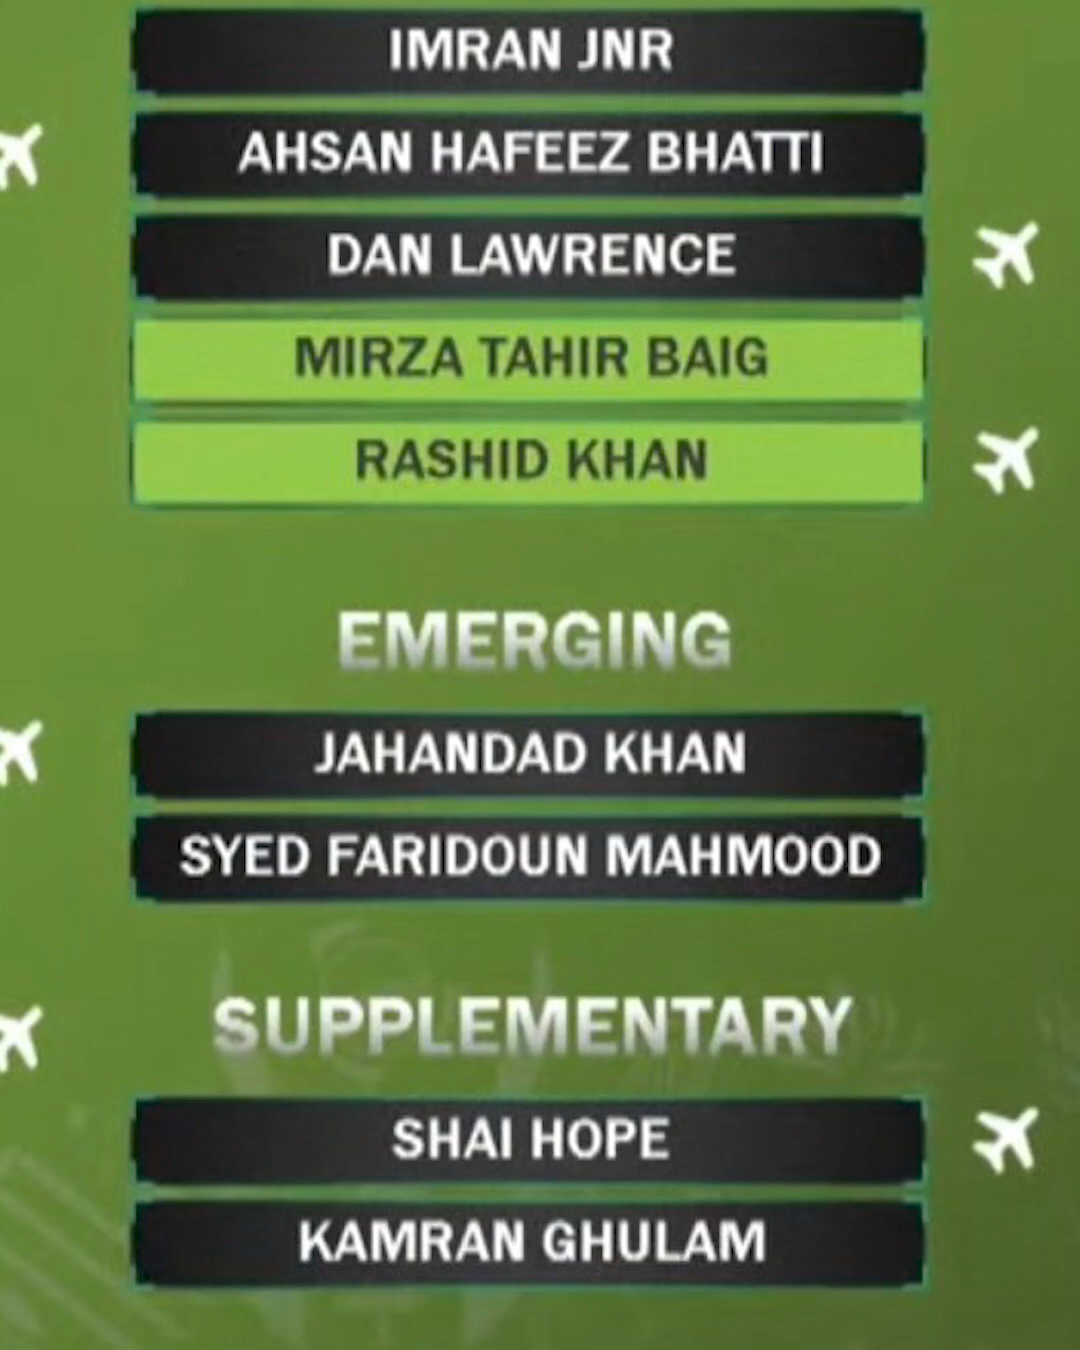 IMRAN JNR
AHSAN HAFEEZ BHATTI
DAN LAWRENCE
MIRZA TAHIR BAIG
RASHID KHAN
EMERGING
JAHANDAD KHAN
SYED FARIDOUN MAHMOOD
SUPPLEMENTARY
SHAI HOPE
KAMRAN GHULAM